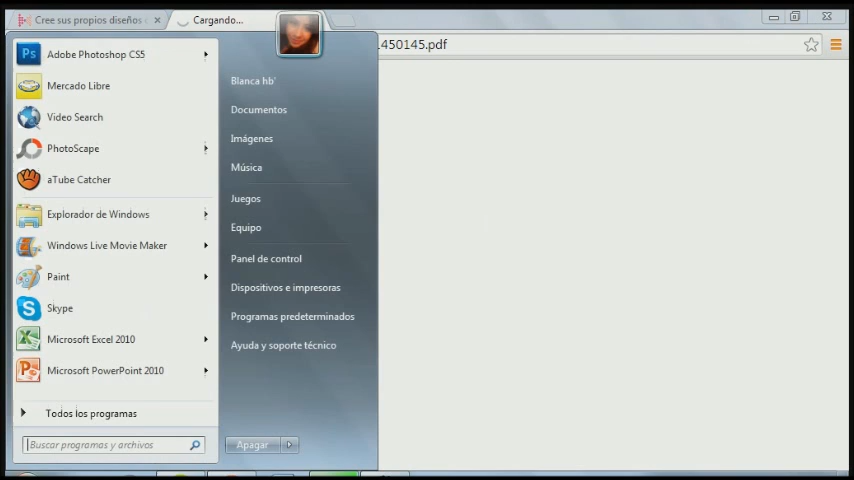 Cree sus propios diseños
Cargando...
1450145.pdf
Ps
Adobe Photoshop CS5
Mercado Libre
Video Search
PhotoScape
aTube Catcher
Explorador de Windows
Windows Live Movie Maker
Paint
Skype
Microsoft Excel 2010
Microsoft PowerPoint 2010
Todos los programas
Buscar programas y archivos
Blanca hb'
Documentos
Imágenes
Música
Juegos
Equipo
Panel de control
Dispositivos e impresoras
Programas predeterminados
Ayuda y soporte técnico
Apagar